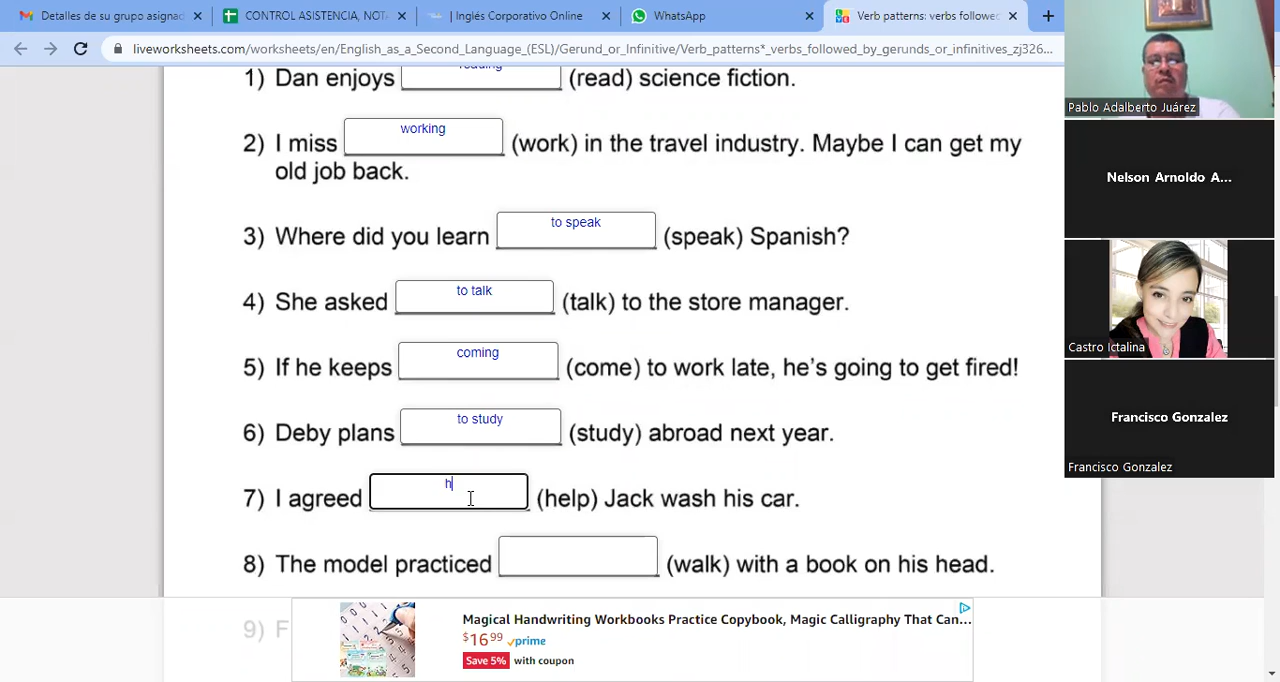 Detalles de su grupo asignad
CONTROL ASISTENCIA, NOT
Inglés Corporativo Online
WhatsApp
Verb patterns: verbs followe
liveworksheets.com/worksheets/en/English_as_a_Second_Language_(ESL)/Gerund_or_Infinitive/Verb_patterns*_verbs_followed_by_gerunds_or_infinitives_zj326...
1) Dan enjoys reading (read) science fiction.
2) I miss working (work) in the travel industry. Maybe I can get my
old job back.
3) Where did you learn to speak (speak) Spanish?
4) She asked to talk (talk) to the store manager.
5) If he keeps coming (come) to work late, he's going to get fired!
6) Deby plans to study (study) abroad next year.
7) I agreed h (help) Jack wash his car.
8) The model practiced (walk) with a book on his head.
9) F
Magical Handwriting Workbooks Practice Copybook, Magic Calligraphy That Can...
$16.99 prime
Save 5% with coupon
Pablo Adalberto Juárez
Nelson Arnoldo A...
Castro Ictalina
Francisco Gonzalez
Francisco Gonzalez